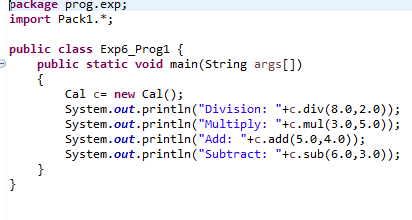 package prog.exp;
import Pack1.*;
public class Exp6_Prog1 {
public static void main(String args[])
{
Cal c= new Cal();
System.out.println("Division: "+c.div(8.0,2.0));
System.out.println("Multiply: "+c.mul(3.0,5.0));
System.out.println("Add: "+c.add(5.0,4.0));
System.out.println("Subtract: "+c.sub(6.0,3.0));
}
}